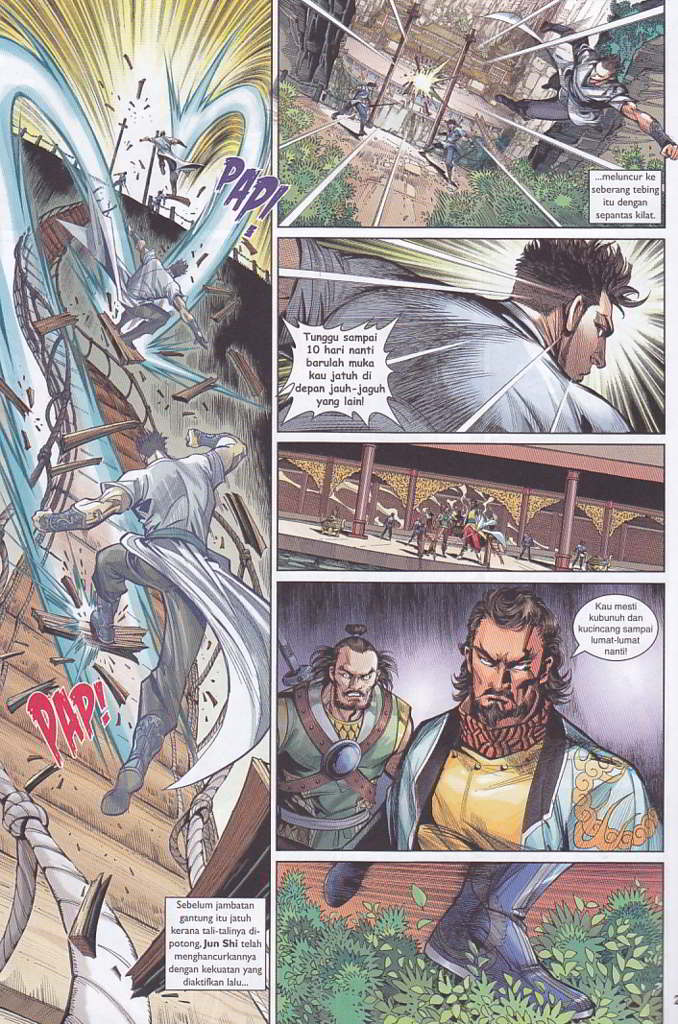 PAP!
PAP!
Sebelum jambatan
gantung itu jatuh
kerana tali-talinya di-
potong, Jun Shi telah
menghancurkannya
dengan kekuatan yang
diaktifkan lalu...
...meluncur ke
seberang tebing
itu dengan
sepantas kilat.
Tunggu sampai
10 hari nanti
barulah muka
kau jatuh di
depan jauh-jaguh
yang lain!
Kau mesti
kubunuh dan
kucincang sampai
lumat-lumat
nanti!
2